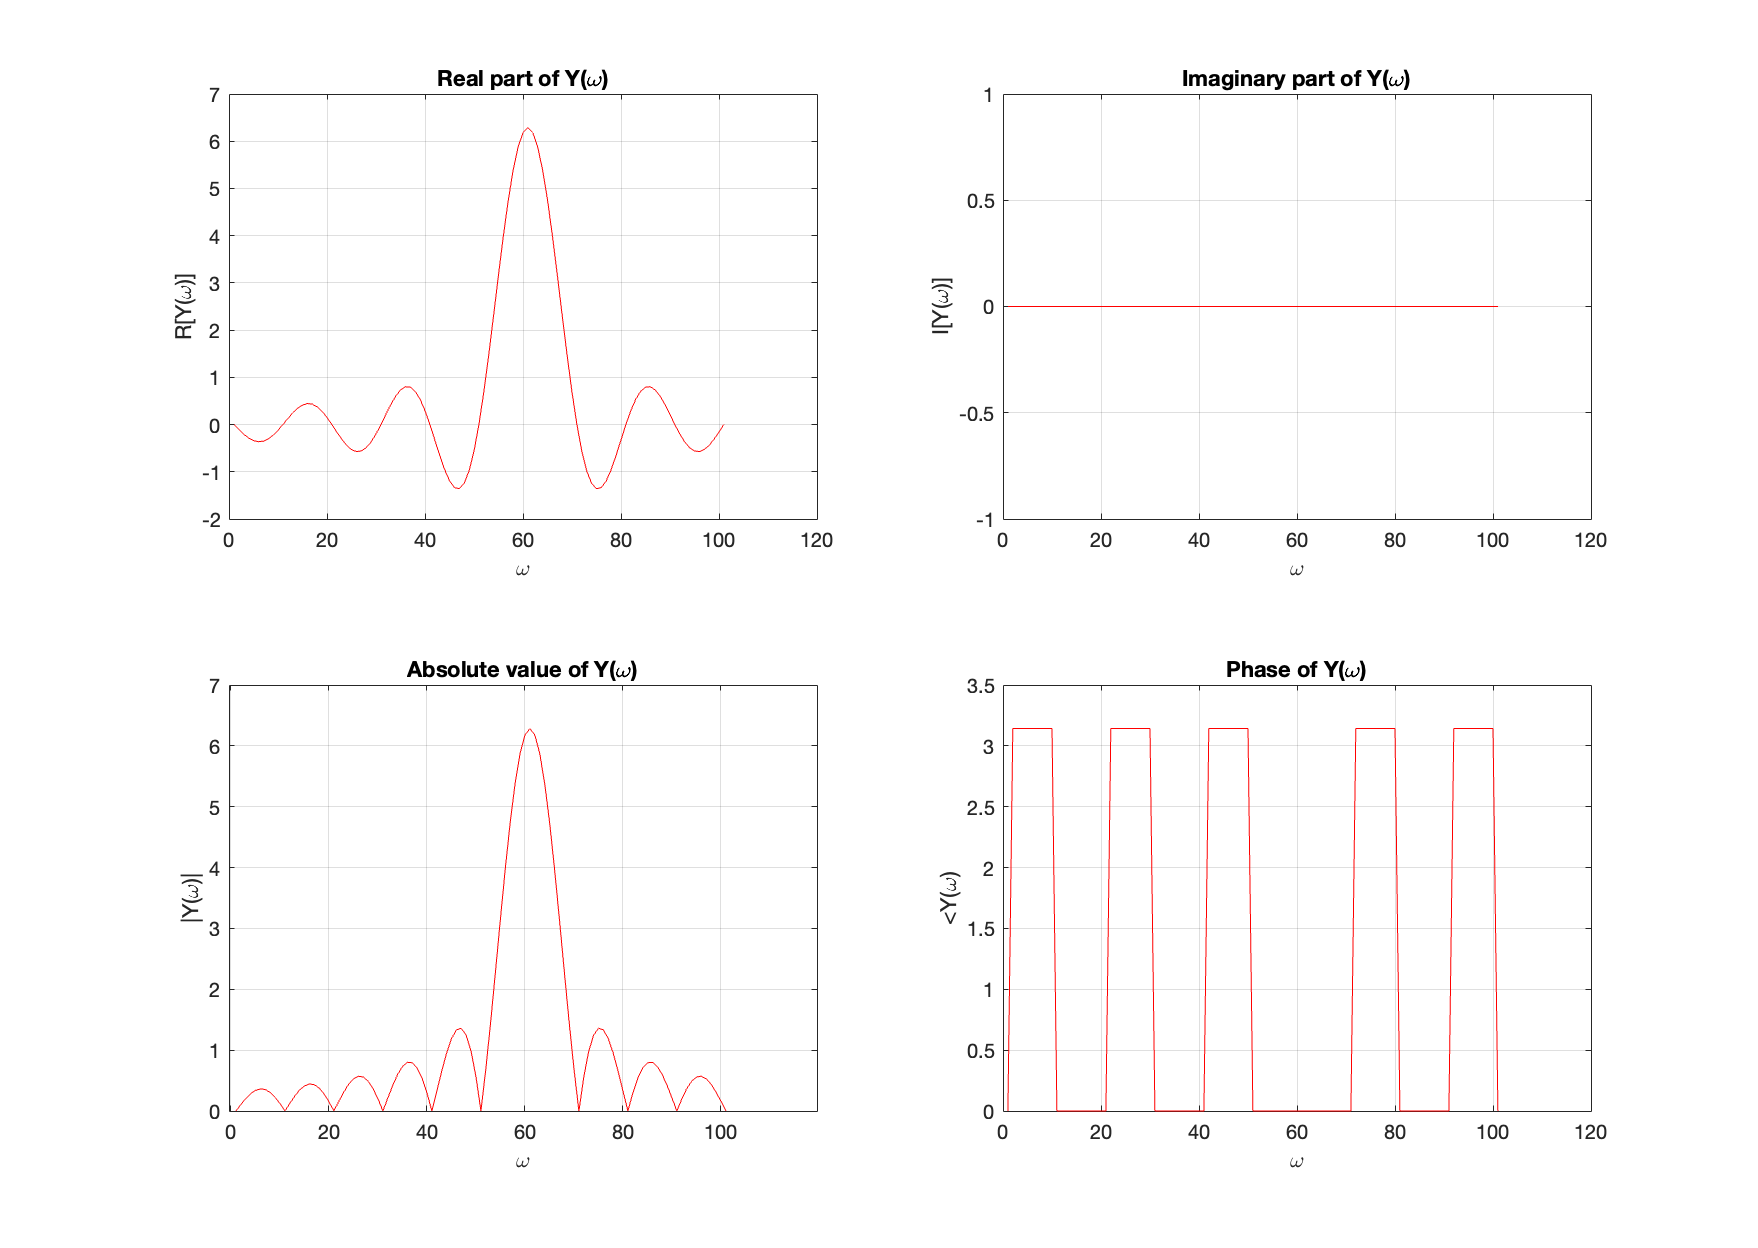 Real part of Y(ω)
7
6
5
4
3
2
1
0
-1
-2
R[Y(ω)]
0 20 40 60 80 100 120
ω
Imaginary part of Y(ω)
1
0.5
0
-0.5
-1
I[Y(ω)]
0 20 40 60 80 100 120
ω
Absolute value of Y(ω)
7
6
5
4
3
2
1
0
|Y(ω)|
0 20 40 60 80 100
ω
Phase of Y(ω)
3.5
3
2.5
2
1.5
1
0.5
0
<Y(ω)
0 20 40 60 80 100 120
ω